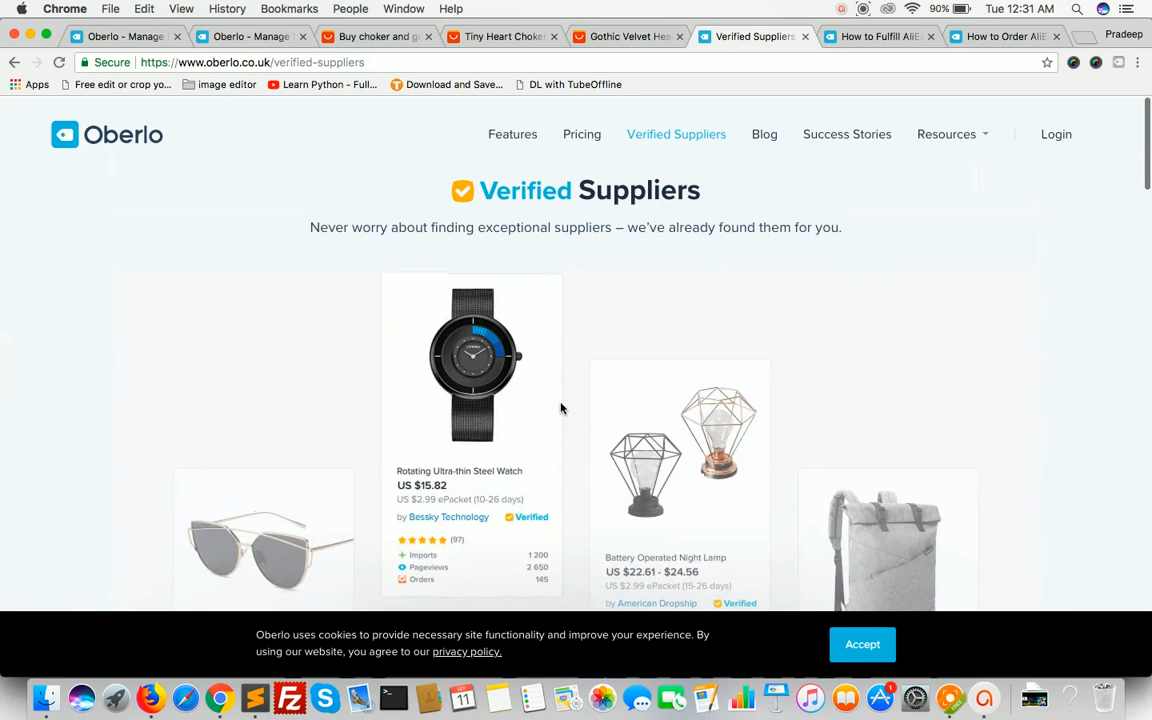 Chrome File Edit View History Bookmarks People Window Help 90% Tue 12:31 AM
Oberlo - Manage Oberlo - Manage Buy choker and g Tiny Heart Choker Gothic Velvet Hea Verified Suppliers How to Fulfill AliEx How to Order AliE Pradeep
Secure https://www.oberlo.co.uk/verified-suppliers
Apps Free edit or crop yo... image editor Learn Python - Full... Download and Save... DL with TubeOffline
Oberlo Features Pricing Verified Suppliers Blog Success Stories Resources Login
Verified Suppliers
Never worry about finding exceptional suppliers – we've already found them for you.
Rotating Ultra-thin Steel Watch
US $15.82
US $2.99 ePacket (10-26 days)
by Bessky Technology Verified
(97)
Imports 1 200
Pageviews 2 650
Orders 145
Battery Operated Night Lamp
US $22.61 - $24.56
US $2.99 ePacket (15-26 days)
by American Dropship Verified
Oberlo uses cookies to provide necessary site functionality and improve your experience. By
using our website, you agree to our privacy policy.
Accept
SEP
11
1
FREE